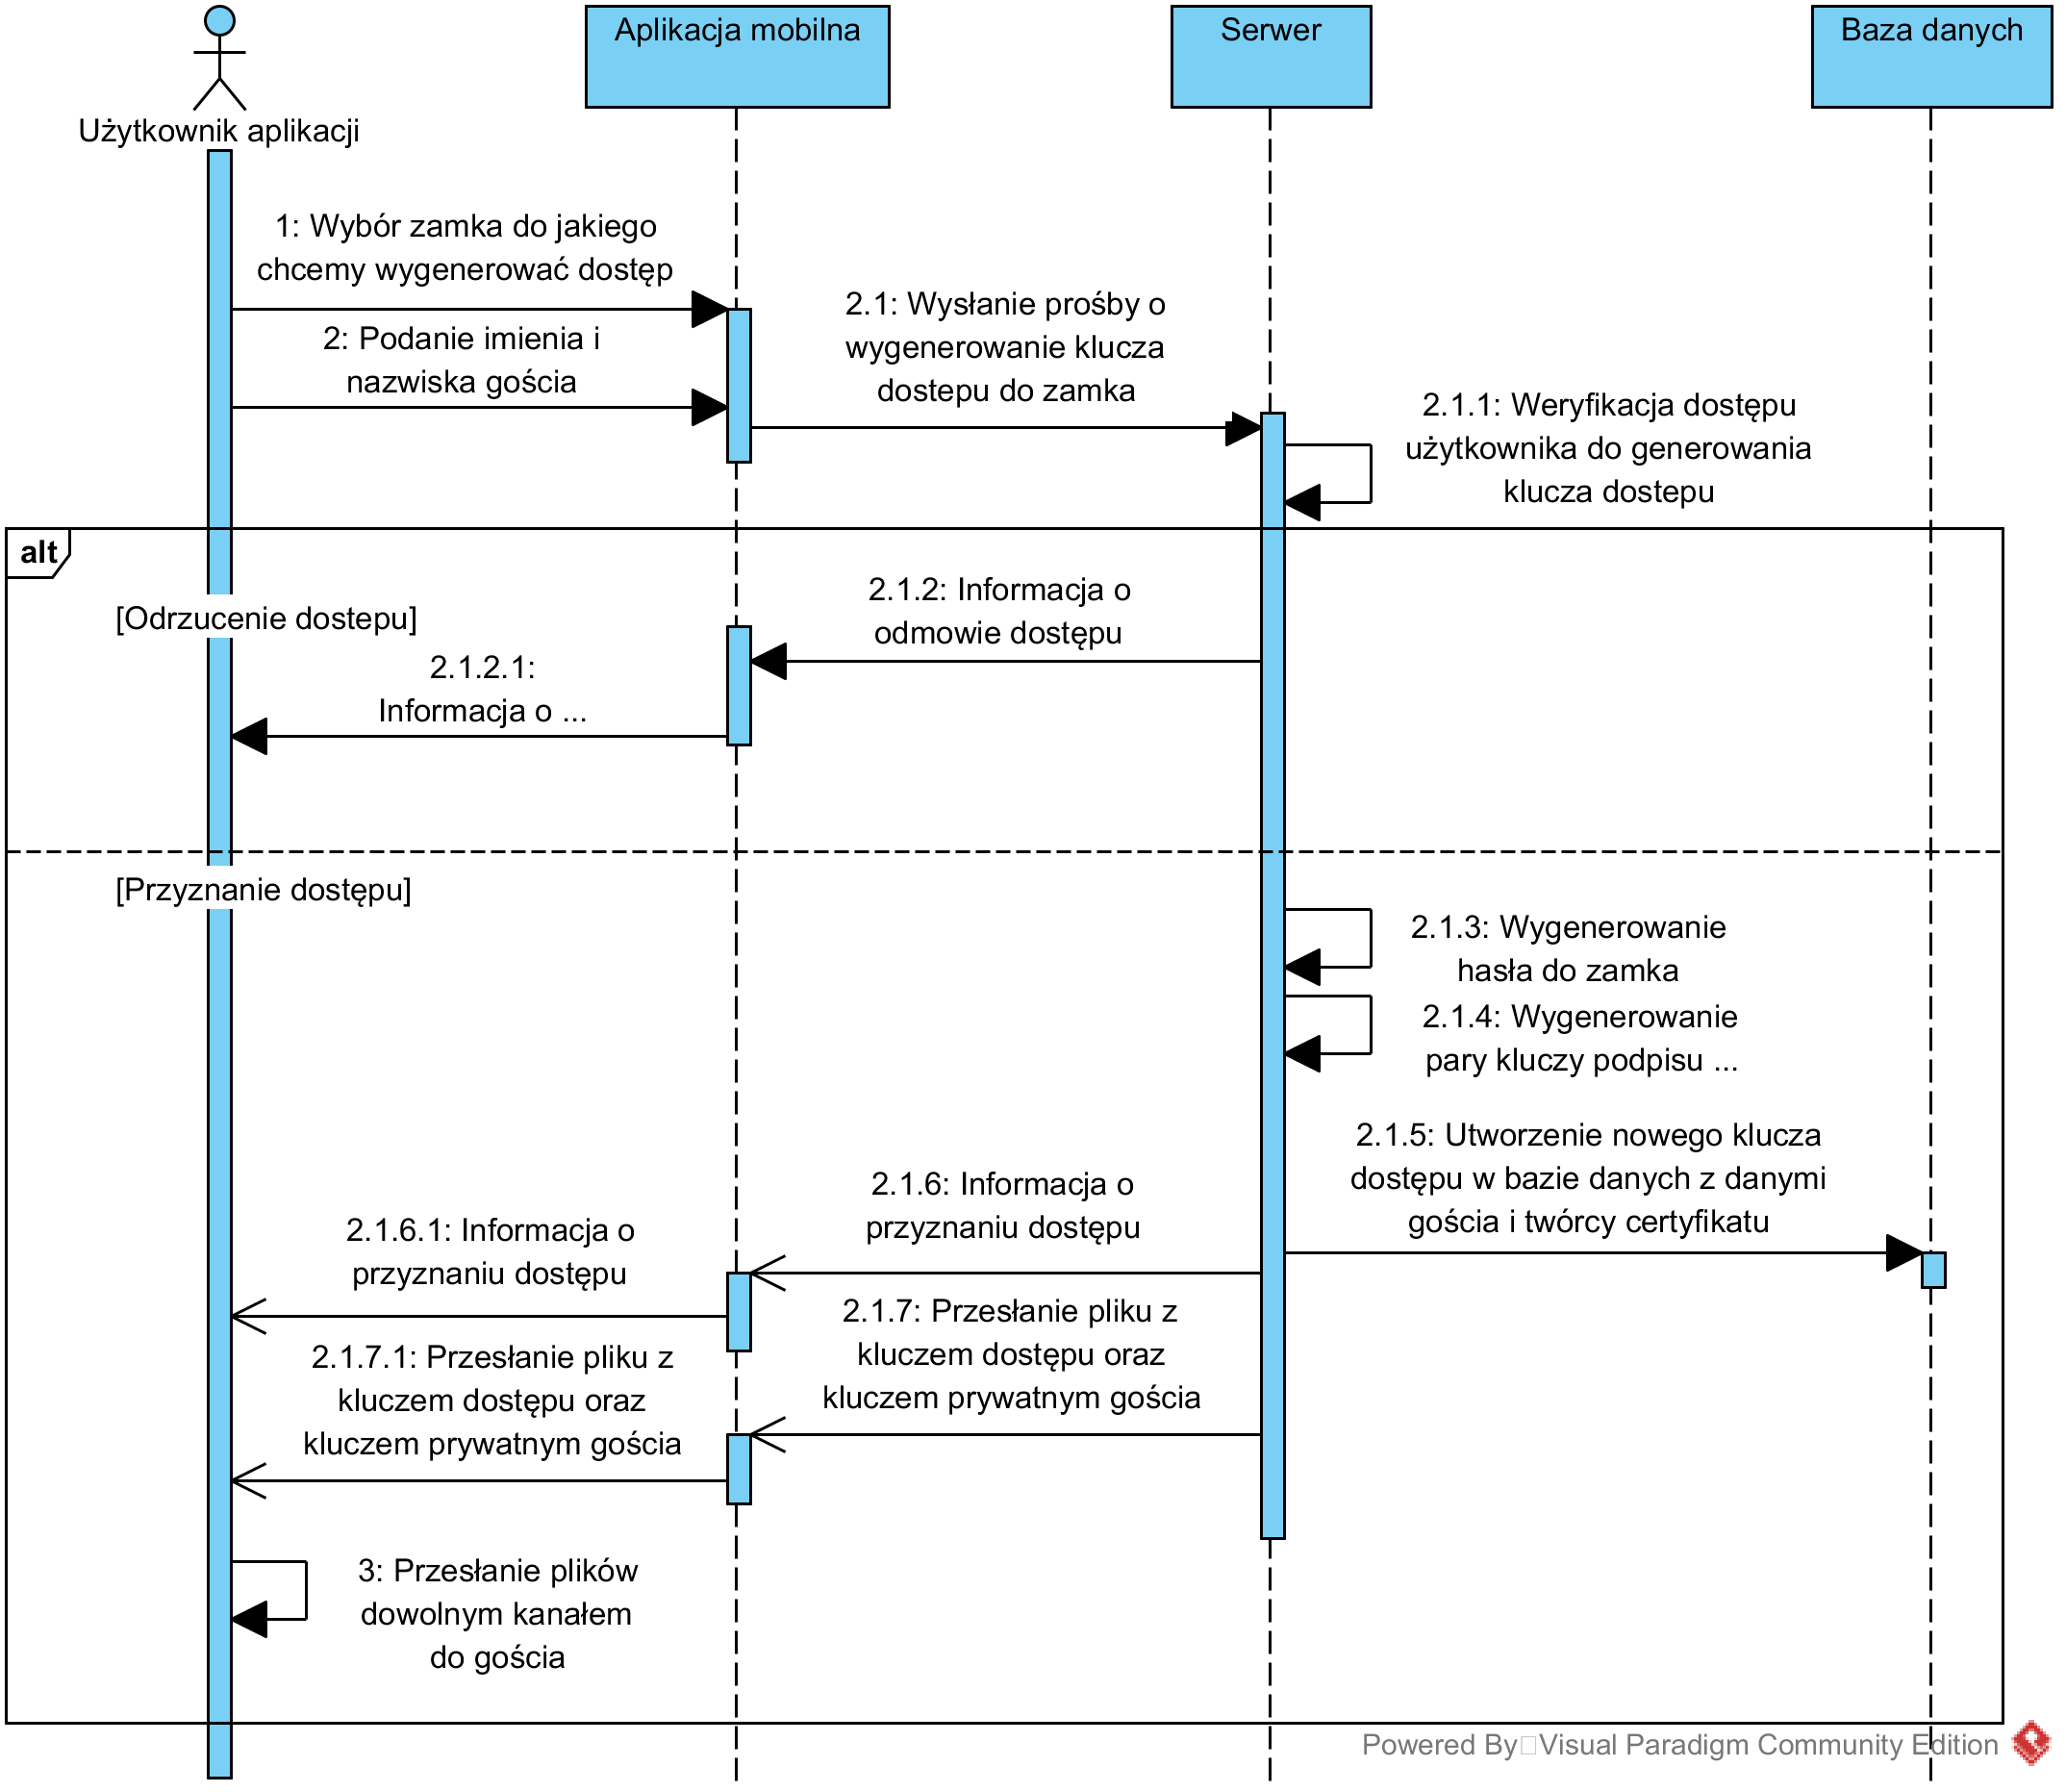 Aplikacja mobilna
Serwer
Baza danych
Użytkownik aplikacji
1: Wybór zamka do jakiego
chcemy wygenerować dostęp
2: Podanie imienia i
nazwiska gościa
2.1: Wysłanie prośby o
wygenerowanie klucza
dostepu do zamka
2.1.1: Weryfikacja dostępu
użytkownika do generowania
klucza dostepu
alt
[Odrzucenie dostepu]
2.1.2: Informacja o
odmowie dostępu
2.1.2.1:
Informacja o ...
[Przyznanie dostępu]
2.1.3: Wygenerowanie
hasła do zamka
2.1.4: Wygenerowanie
pary kluczy podpisu ...
2.1.5: Utworzenie nowego klucza
dostępu w bazie danych z danymi
gościa i twórcy certyfikatu
2.1.6: Informacja o
przyznaniu dostępu
2.1.6.1: Informacja o
przyznaniu dostępu
2.1.7: Przesłanie pliku z
kluczem dostępu oraz
kluczem prywatnym gościa
2.1.7.1: Przesłanie pliku z
kluczem dostępu oraz
kluczem prywatnym gościa
3: Przesłanie plików
dowolnym kanałem
do gościa
Powered By Visual Paradigm Community Edition